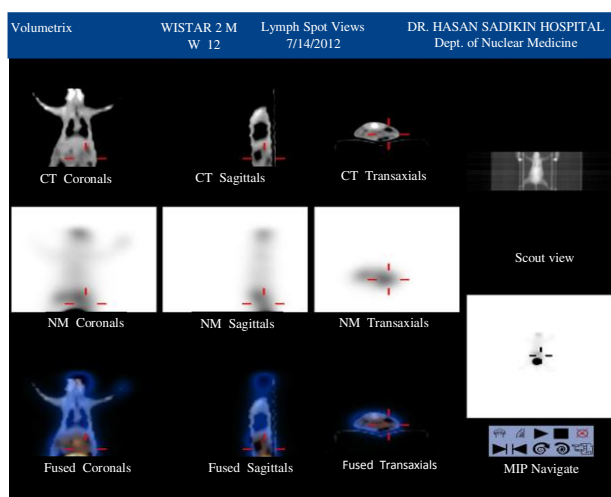 Volumetrix WISTAR 2 M Lymph Spot Views DR. HASAN SADIKIN HOSPITAL
W 12 7/14/2012 Dept. of Nuclear Medicine
CT Coronals CT Sagittals CT Transaxials
Scout view
NM Coronals NM Sagittals NM Transaxials
Fused Coronals Fused Sagittals Fused Transaxials MIP Navigate